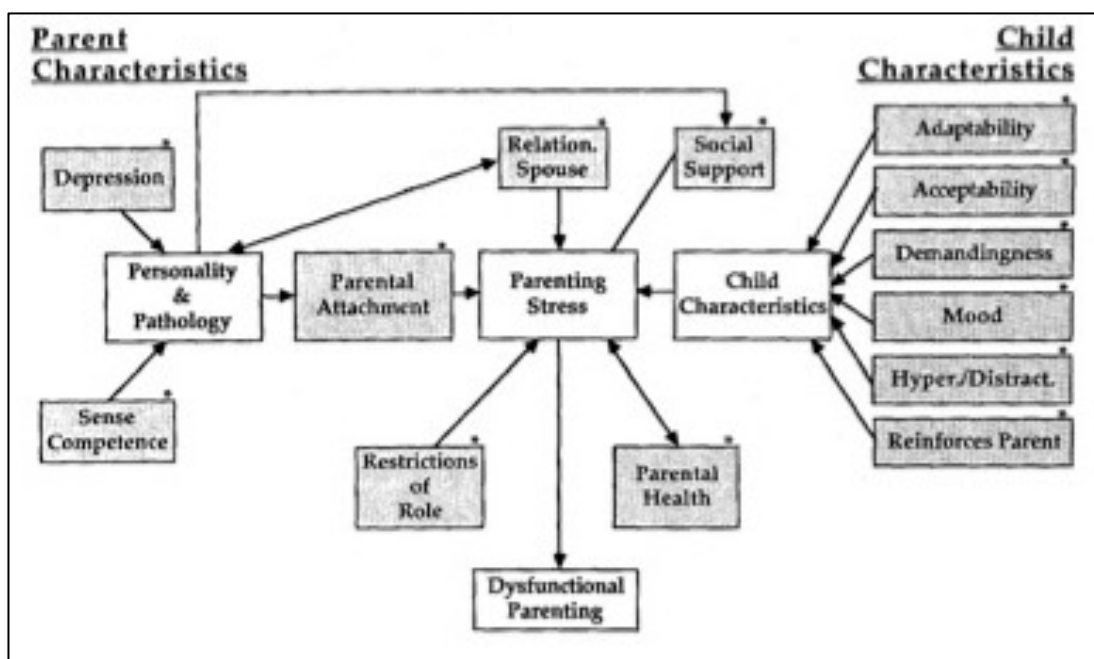 Parent
Characteristics
Child
Characteristics
Depression
Relation.
Spouse
Social
Support
Adaptability
Acceptability
Demandingness
Mood
Hyper./Distract.
Reinforces Parent
Personality
&
Pathology
Parental
Attachment
Parenting
Stress
Child
Characteristics
Sense
Competence
Restrictions
of
Role
Parental
Health
Dysfunctional
Parenting